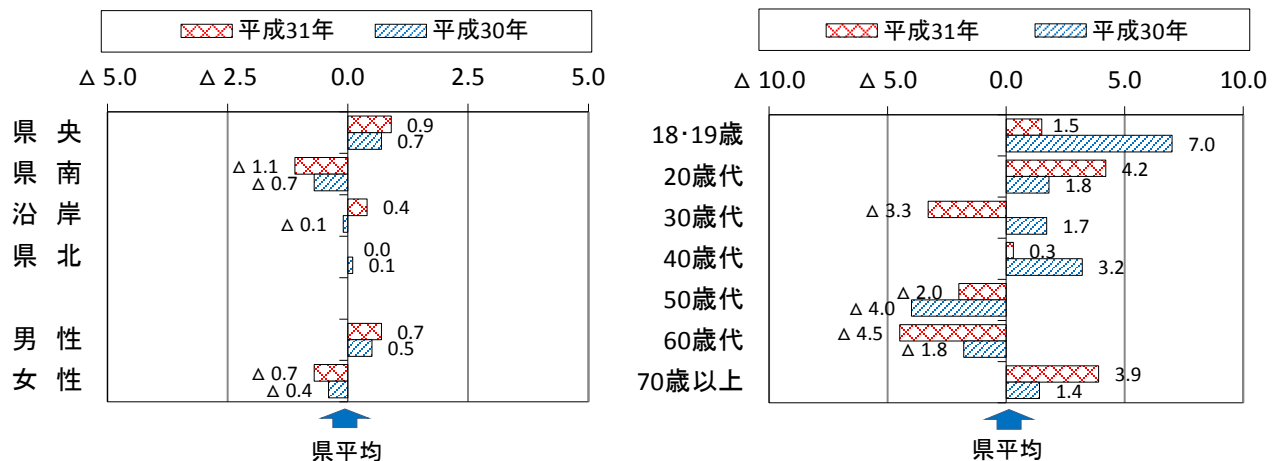 平成31年 平成30年
△ 5.0 △ 2.5 0.0 2.5 5.0
県 央 0.9
0.7
県 南 △ 1.1
△ 0.7
沿 岸 0.4
△ 0.1
県 北 0.0
0.1
男 性 0.7
0.5
女 性 △ 0.7
△ 0.4
県平均
平成31年 平成30年
△ 10.0 △ 5.0 0.0 5.0 10.0
18･19歳 1.5
7.0
20歳代 4.2
1.8
30歳代 △ 3.3
1.7
40歳代 0.3
3.2
50歳代 △ 2.0
△ 4.0
60歳代 △ 4.5
△ 1.8
70歳以上 3.9
1.4
県平均